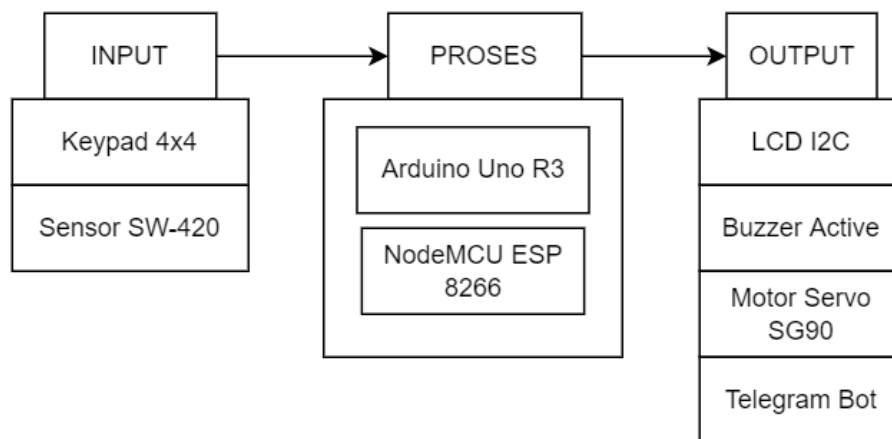 INPUT
PROSES
OUTPUT
Keypad 4x4
Sensor SW-420
Arduino Uno R3
NodeMCU ESP
8266
LCD I2C
Buzzer Active
Motor Servo
SG90
Telegram Bot